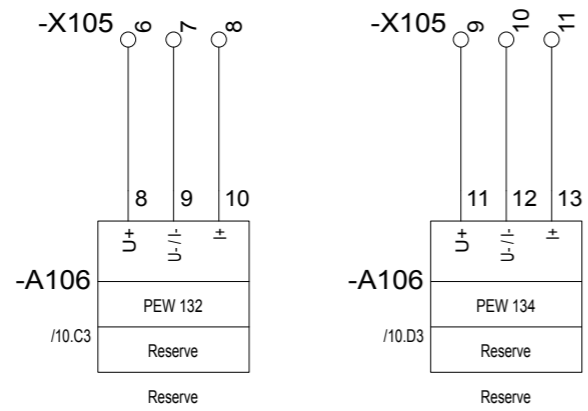 -X105 6 7 8
8 9 10
U+ U- / I- I+
-A106
PEW 132
/10.C3
Reserve
Reserve
-X105 9 10 11
11 12 13
U+ U- / I- I+
-A106
PEW 134
/10.D3
Reserve
Reserve